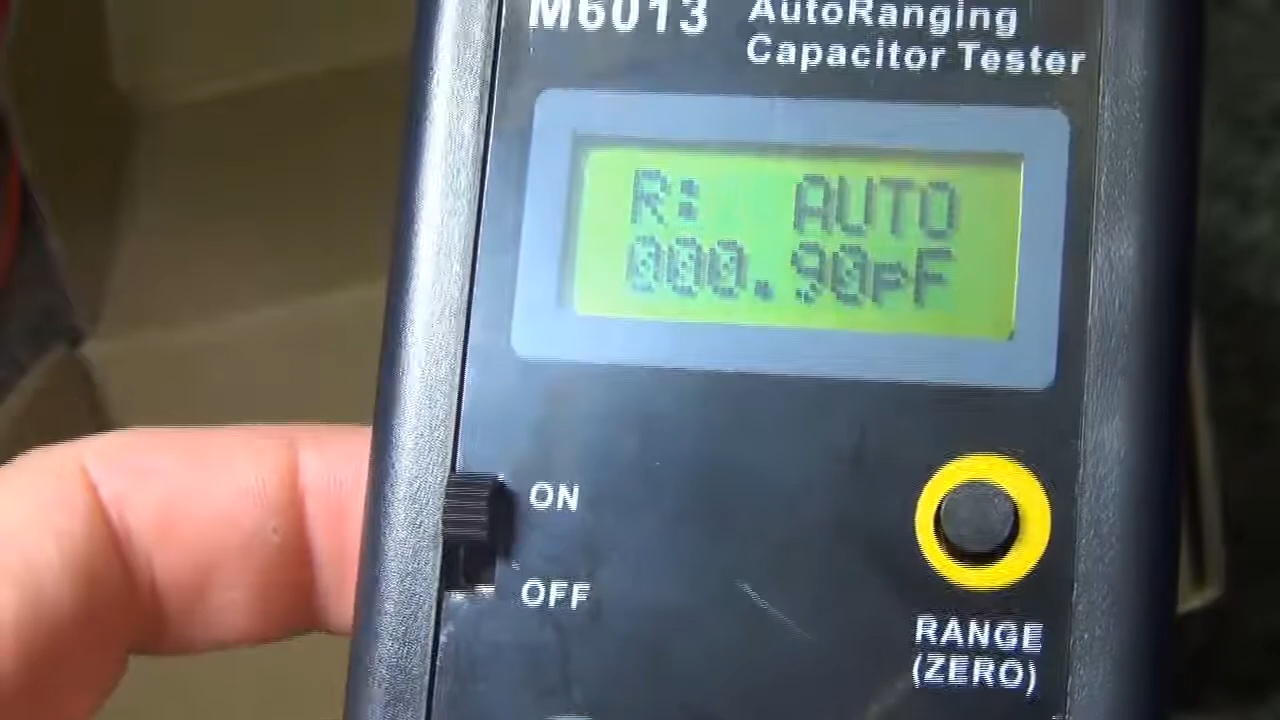 M6013
AutoRanging
Capacitor Tester
R: AUTO
000.90pF
ON
OFF
RANGE
(ZERO)